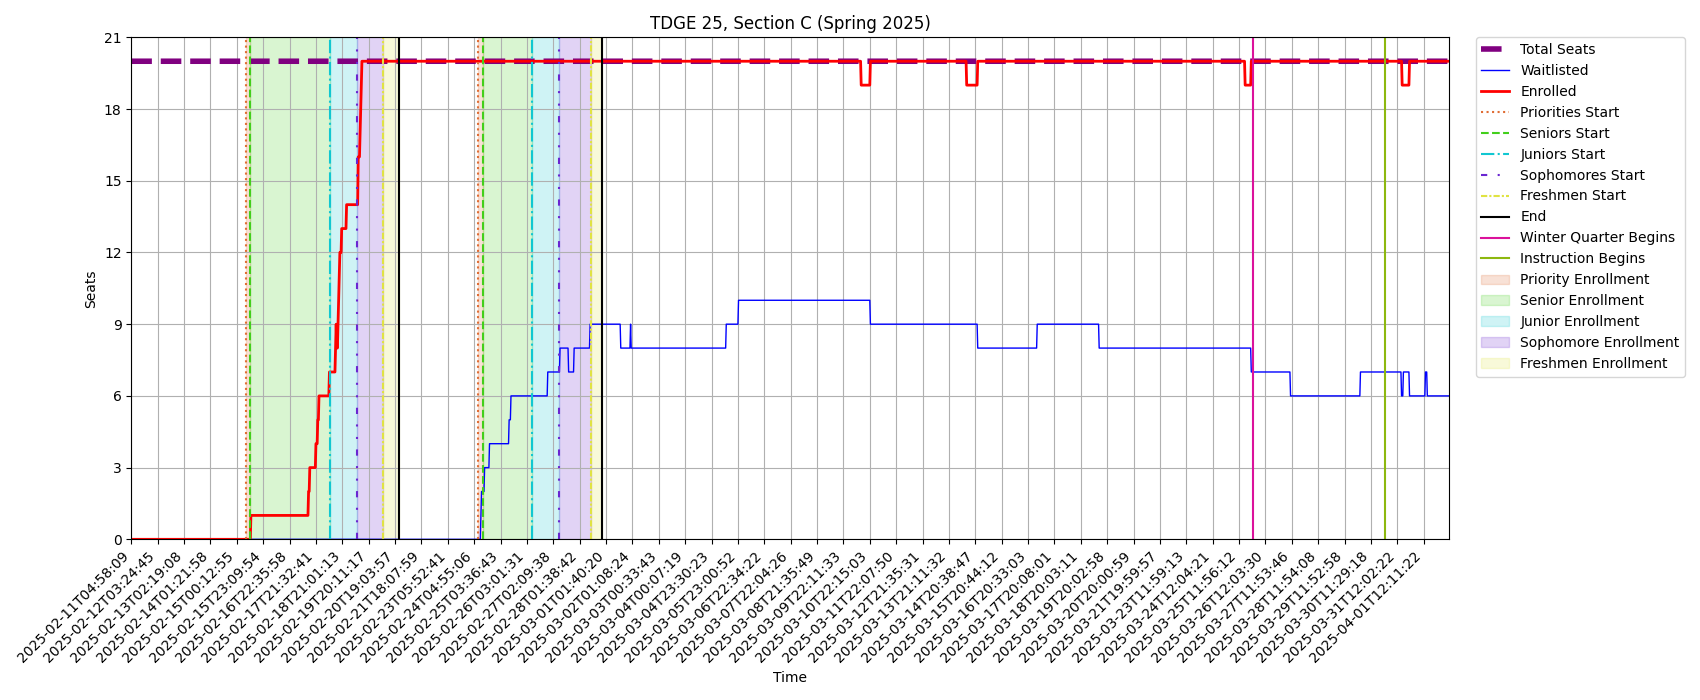 TDGE 25, Section C (Spring 2025)
Seats
21
18
15
12
9
6
3
0
2025-02-11T04:58:09
2025-02-12T03:24:45
2025-02-13T02:19:08
2025-02-14T01:21:58
2025-02-15T00:12:55
2025-02-15T23:09:54
2025-02-16T22:35:58
2025-02-17T21:32:41
2025-02-18T21:01:13
2025-02-19T20:11:17
2025-02-20T19:03:57
2025-02-21T18:07:59
2025-02-23T05:52:41
2025-02-24T04:55:06
2025-02-25T03:36:43
2025-02-26T03:01:31
2025-02-27T02:09:38
2025-02-28T01:38:42
2025-03-01T01:40:20
2025-03-02T01:08:24
2025-03-03T00:33:43
2025-03-04T00:07:19
2025-03-04T23:30:23
2025-03-05T23:00:52
2025-03-06T22:34:22
2025-03-07T22:04:26
2025-03-08T21:35:49
2025-03-09T22:11:33
2025-03-10T22:15:03
2025-03-11T22:07:50
2025-03-12T21:35:31
2025-03-13T21:11:32
2025-03-14T20:38:47
2025-03-15T20:44:12
2025-03-16T20:33:03
2025-03-17T20:08:01
2025-03-18T20:03:11
2025-03-19T20:02:58
2025-03-20T20:00:59
2025-03-21T19:59:57
2025-03-23T11:59:13
2025-03-24T12:04:21
2025-03-25T11:56:12
2025-03-26T12:03:30
2025-03-27T11:53:46
2025-03-28T11:54:08
2025-03-29T11:52:58
2025-03-30T11:29:18
2025-03-31T12:02:22
2025-04-01T12:11:22
Time
Total Seats
Waitlisted
Enrolled
Priorities Start
Seniors Start
Juniors Start
Sophomores Start
Freshmen Start
End
Winter Quarter Begins
Instruction Begins
Priority Enrollment
Senior Enrollment
Junior Enrollment
Sophomore Enrollment
Freshmen Enrollment